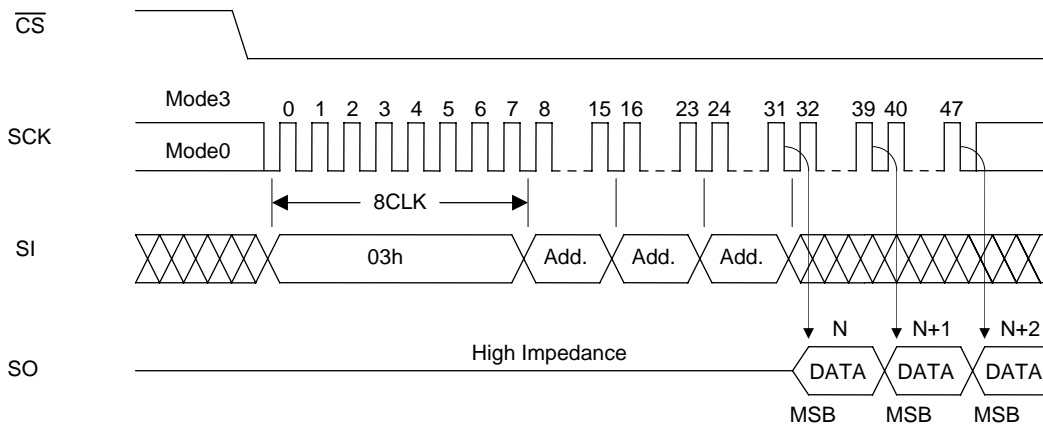 CS
Mode3
0 1 2 3 4 5 6 7 8 15 16 23 24 31 32 39 40 47
SCK
Mode0
8CLK
SI
03h Add. Add. Add.
N N+1 N+2
High Impedance
SO
DATA DATA DATA
MSB MSB MSB